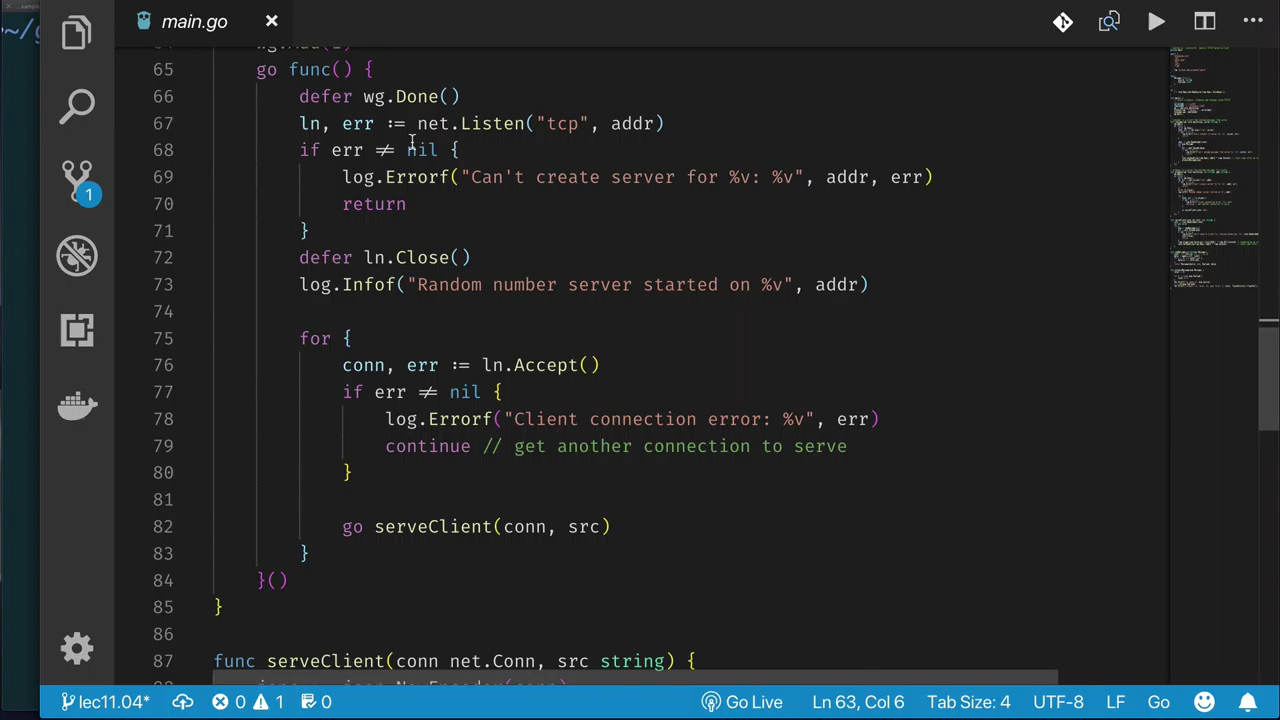 main.go
65 go func() {
66 defer wg.Done()
67 ln, err := net.Listen("tcp", addr)
68 if err ≠ nil {
69 log.Errorf("Can't create server for %v: %v", addr, err)
70 return
71 }
72 defer ln.Close()
73 log.Infof("Random number server started on %v", addr)
74
75 for {
76 conn, err := ln.Accept()
77 if err ≠ nil {
78 log.Errorf("Client connection error: %v", err)
79 continue // get another connection to serve
80 }
81
82 go serveClient(conn, src)
83 }
84 }()
85 }
86
87 func serveClient(conn net.Conn, src string) {
1
lec11.04* 0 1 0 Go Live Ln 63, Col 6 Tab Size: 4 UTF-8 LF Go